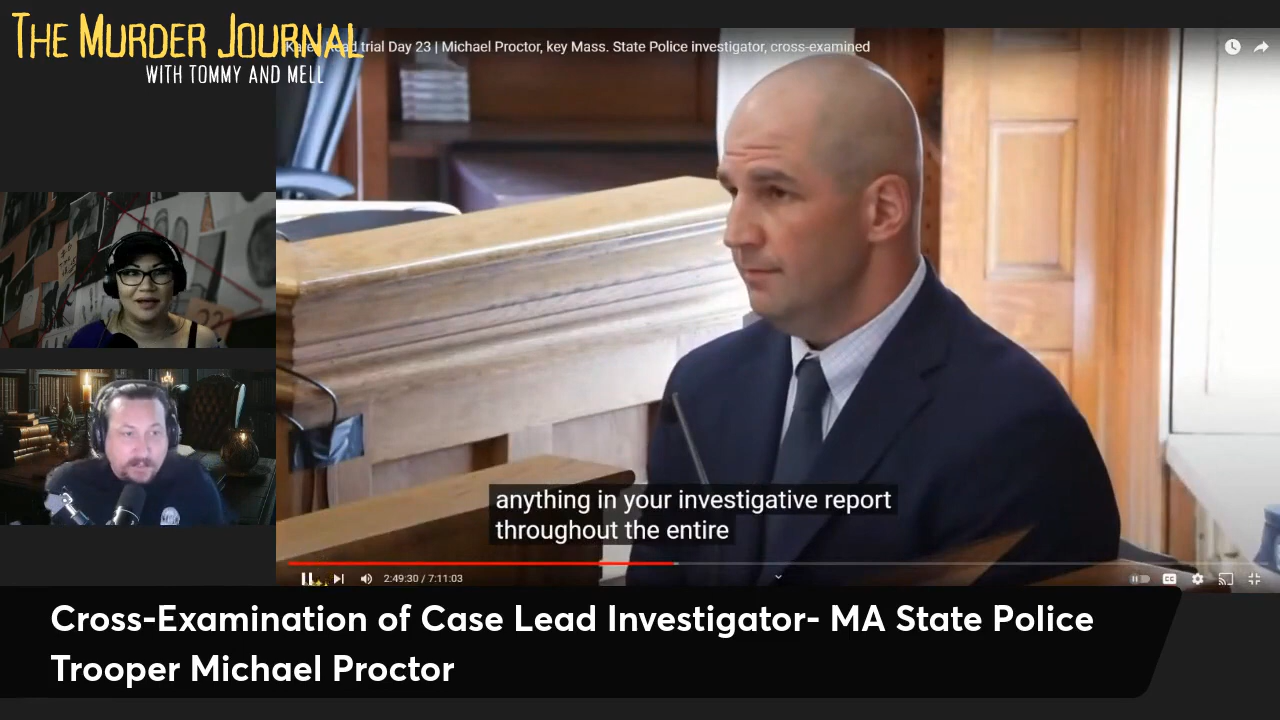 THE MURDER JOURNAL
WITH TOMMY AND MELL
trial Day 23 | Michael Proctor, key Mass. State Police investigator, cross-examined
anything in your investigative report
throughout the entire
2:49:30 / 7:11:03
CC
Cross-Examination of Case Lead Investigator- MA State Police
Trooper Michael Proctor